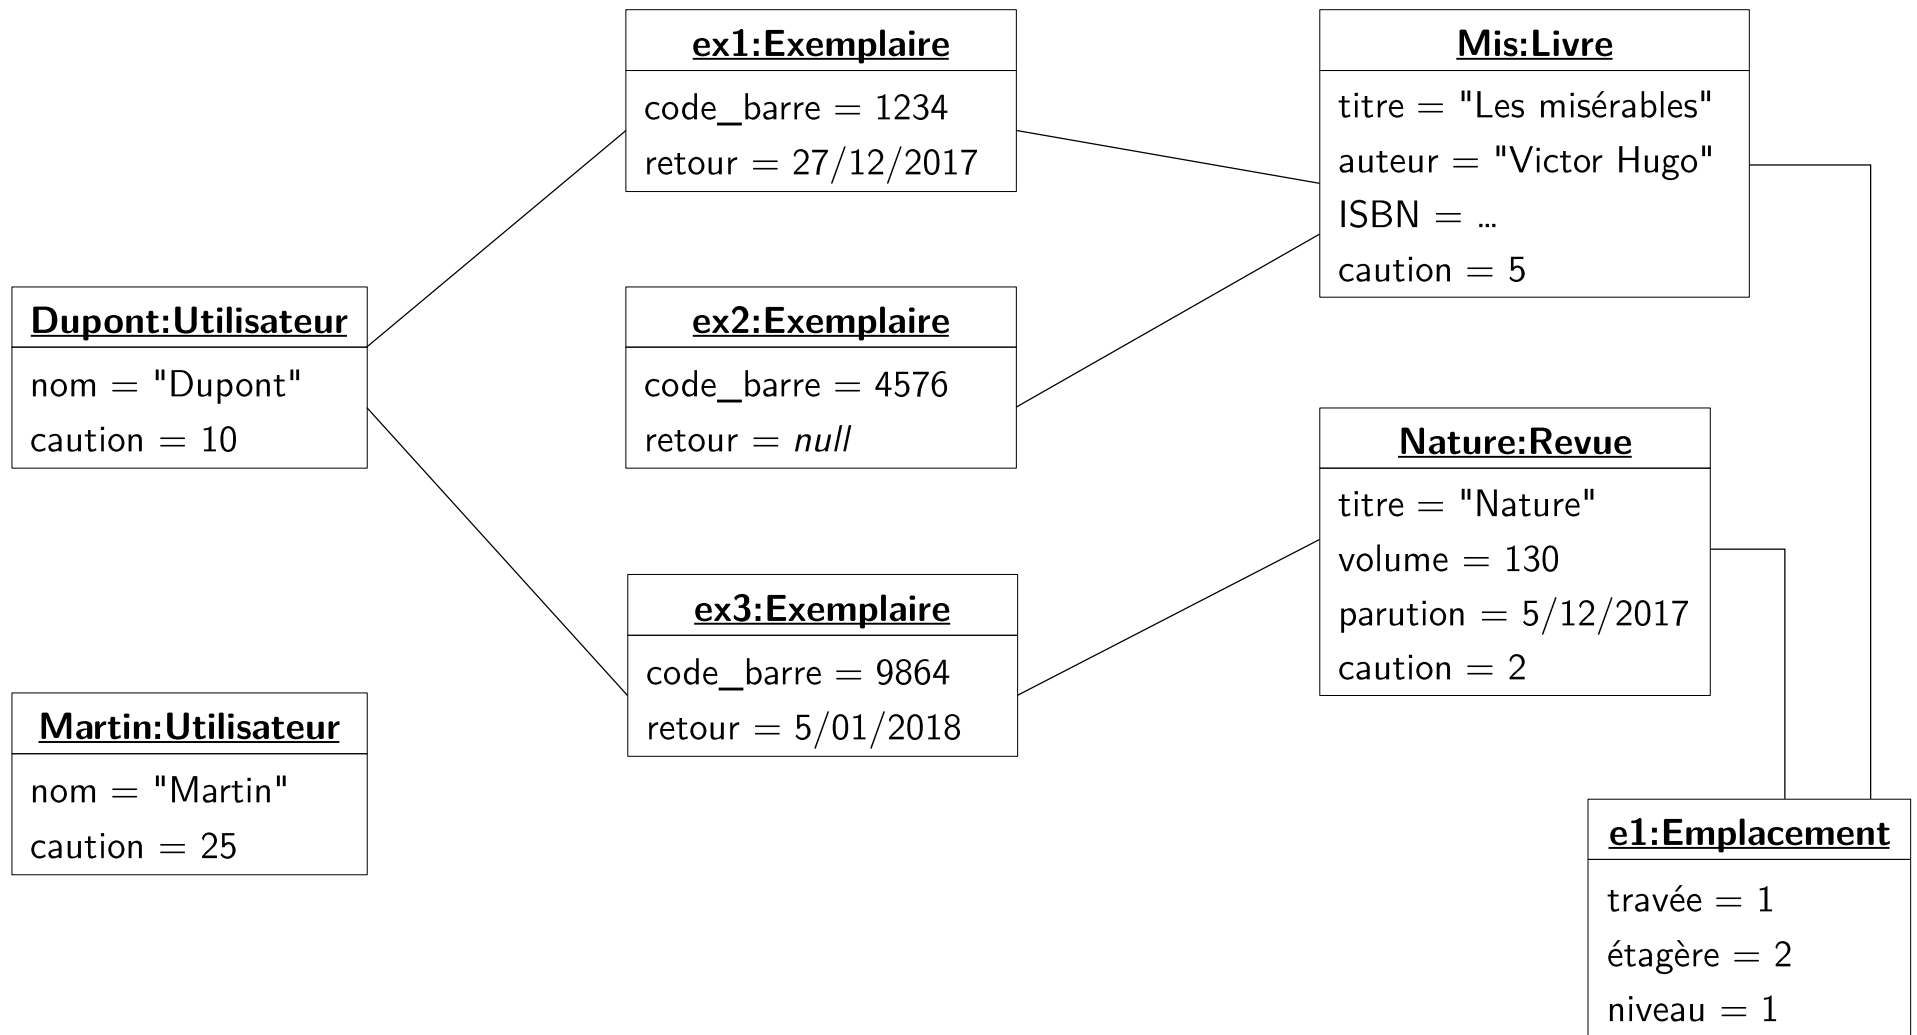 ex1:Exemplaire
code_barre = 1234
retour = 27/12/2017
Mis:Livre
titre = "Les misérables"
auteur = "Victor Hugo"
ISBN = ...
caution = 5
Dupont:Utilisateur
nom = "Dupont"
caution = 10
ex2:Exemplaire
code_barre = 4576
retour = null
Nature:Revue
titre = "Nature"
volume = 130
parution = 5/12/2017
caution = 2
ex3:Exemplaire
code_barre = 9864
retour = 5/01/2018
Martin:Utilisateur
nom = "Martin"
caution = 25
e1:Emplacement
travée = 1
étagère = 2
niveau = 1